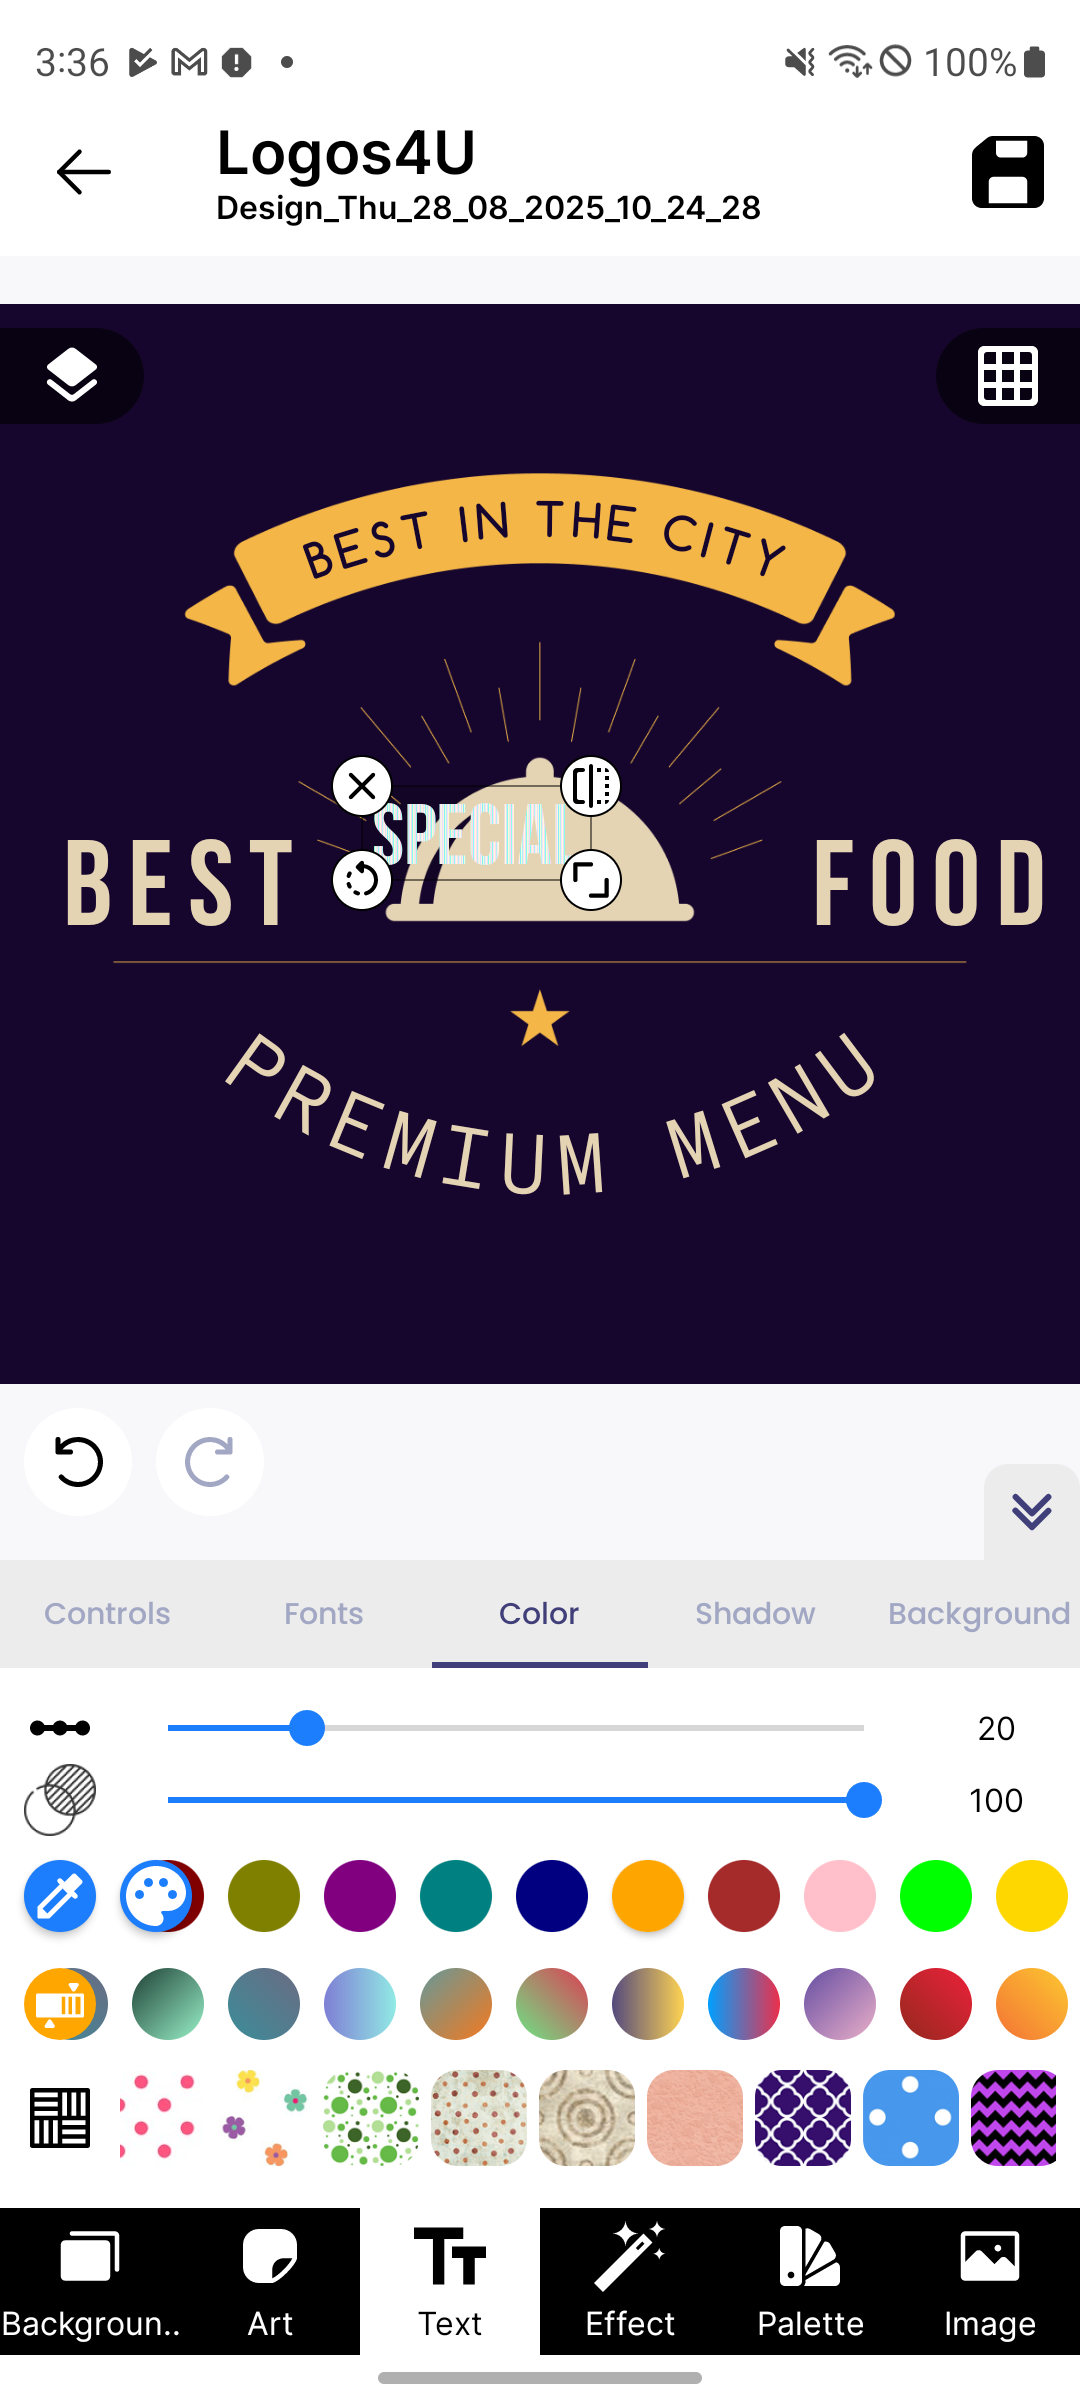 3:36
100%
Logos4U
Design_Thu_28_08_2025_10_24_28
BEST IN THE CITY
SPECIAL
BEST
FOOD
PREMIUM MENU
Controls
Fonts
Color
Shadow
Background
20
100
Backgroun..
Art
Text
Effect
Palette
Image